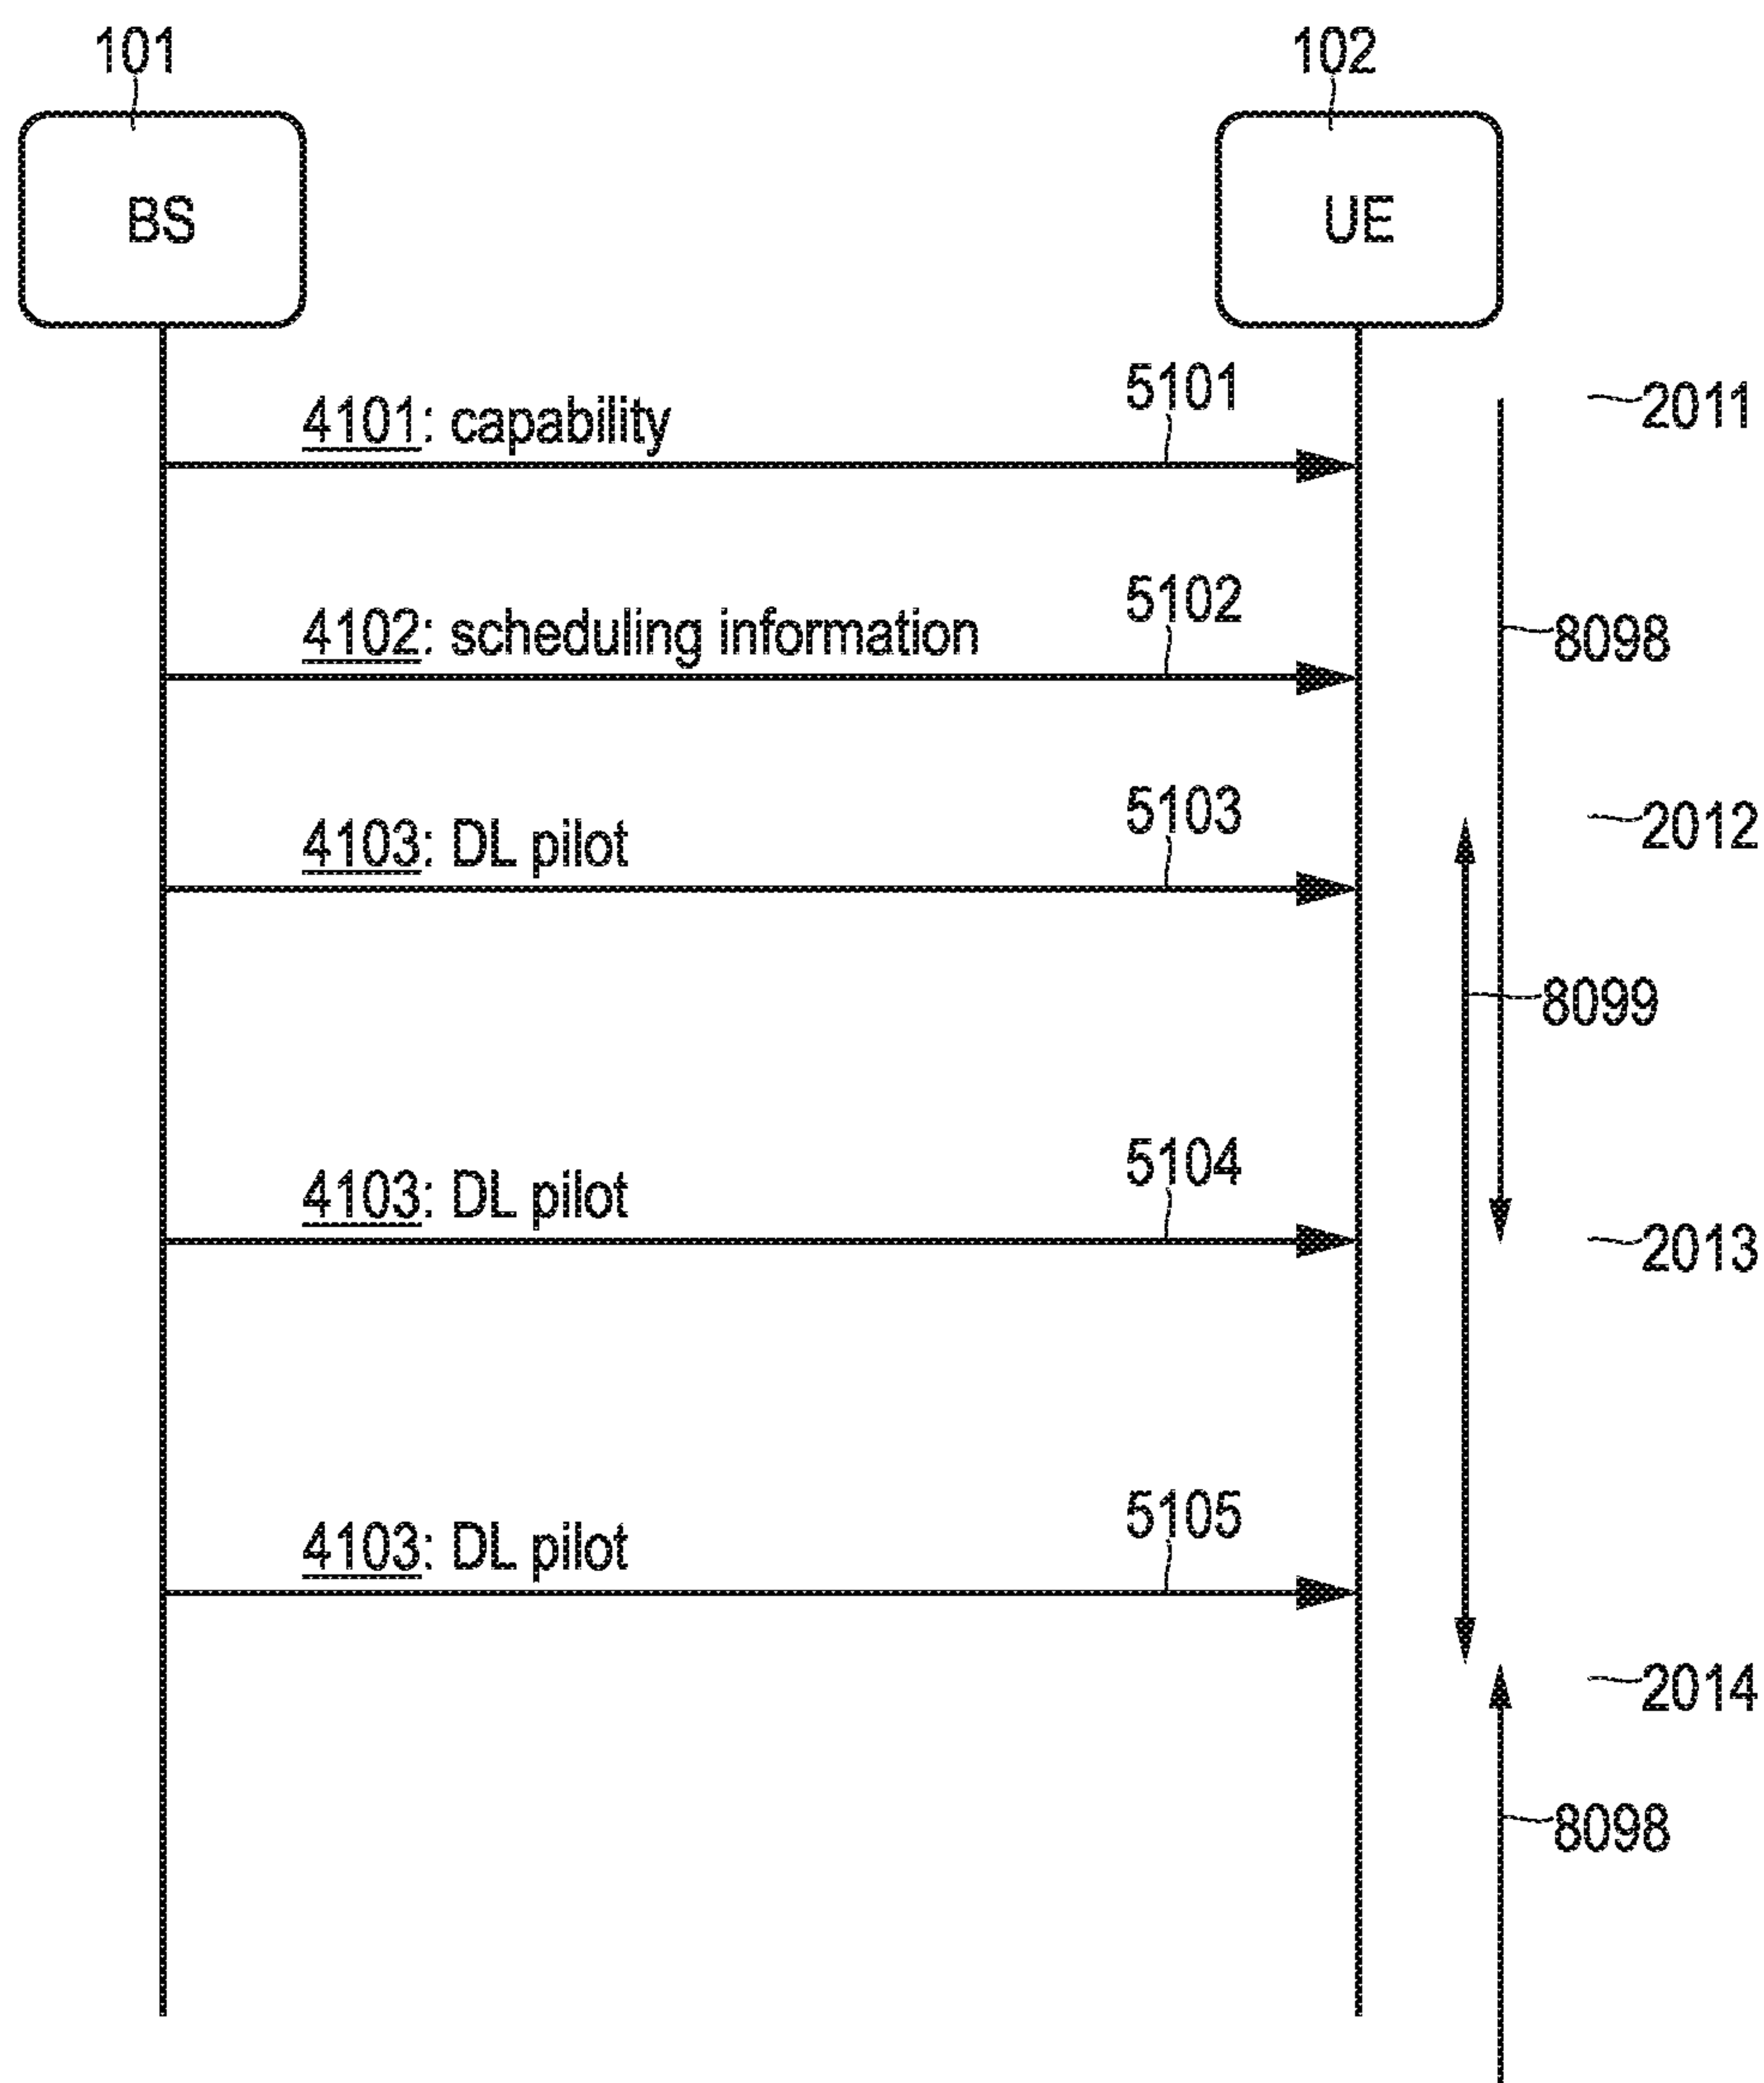 101
102
BS
UE
5101
2011
4101: capability
5102
8098
4102: scheduling information
5103
2012
4103: DL pilot
8099
5104
4103: DL pilot
2013
5105
4103: DL pilot
2014
8098